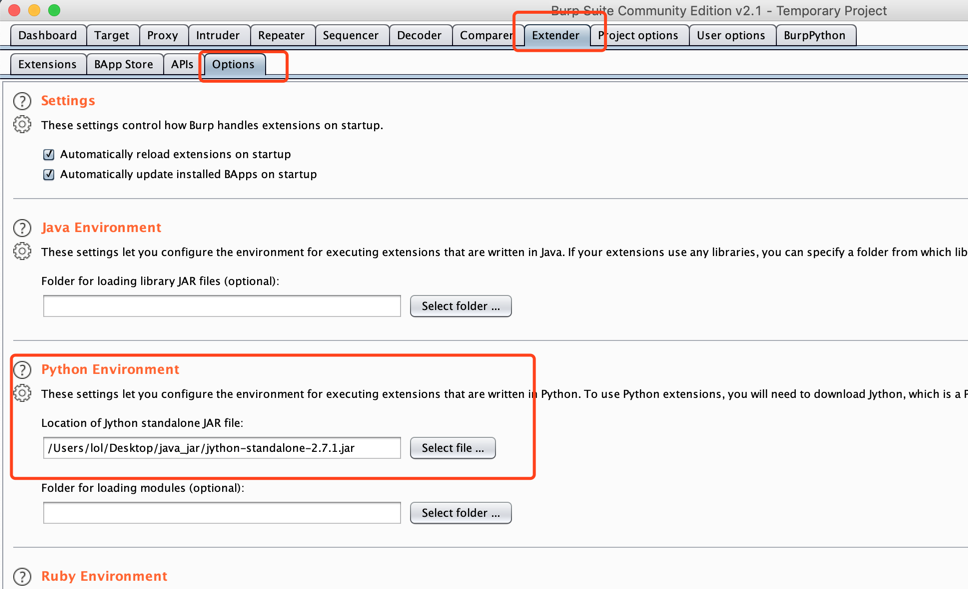 Burp Suite Community Edition v2.1 - Temporary Project
Dashboard Target Proxy Intruder Repeater Sequencer Decoder Comparer Extender Project options User options BurpPython
Extensions BApp Store APIs Options
? Settings
These settings control how Burp handles extensions on startup.
Automatically reload extensions on startup
Automatically update installed BApps on startup
? Java Environment
These settings let you configure the environment for executing extensions that are written in Java. If your extensions use any libraries, you can specify a folder from which lib
Folder for loading library JAR files (optional):
Select folder ...
? Python Environment
These settings let you configure the environment for executing extensions that are written in Python. To use Python extensions, you will need to download Jython, which is a P
Location of Jython standalone JAR file:
/Users/lol/Desktop/java_jar/jython-standalone-2.7.1.jar Select file ...
Folder for loading modules (optional):
Select folder ...
? Ruby Environment